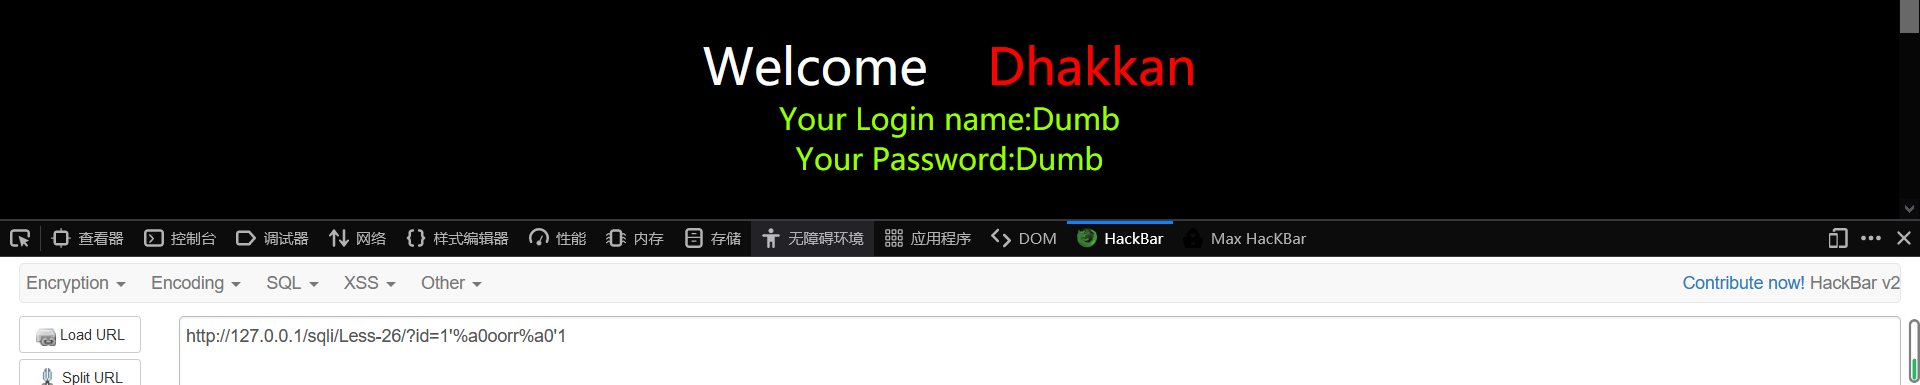 Welcome Dhakkan
Your Login name:Dumb
Your Password:Dumb
查看器 控制台 调试器 网络 样式编辑器 性能 内存 存储 无障碍环境 应用程序 DOM HackBar Max HacKBar
Encryption Encoding SQL XSS Other Contribute now! HackBar v2
Load URL http://127.0.0.1/sqli/Less-26/?id=1'%a0oorr%a0'1
Split URL